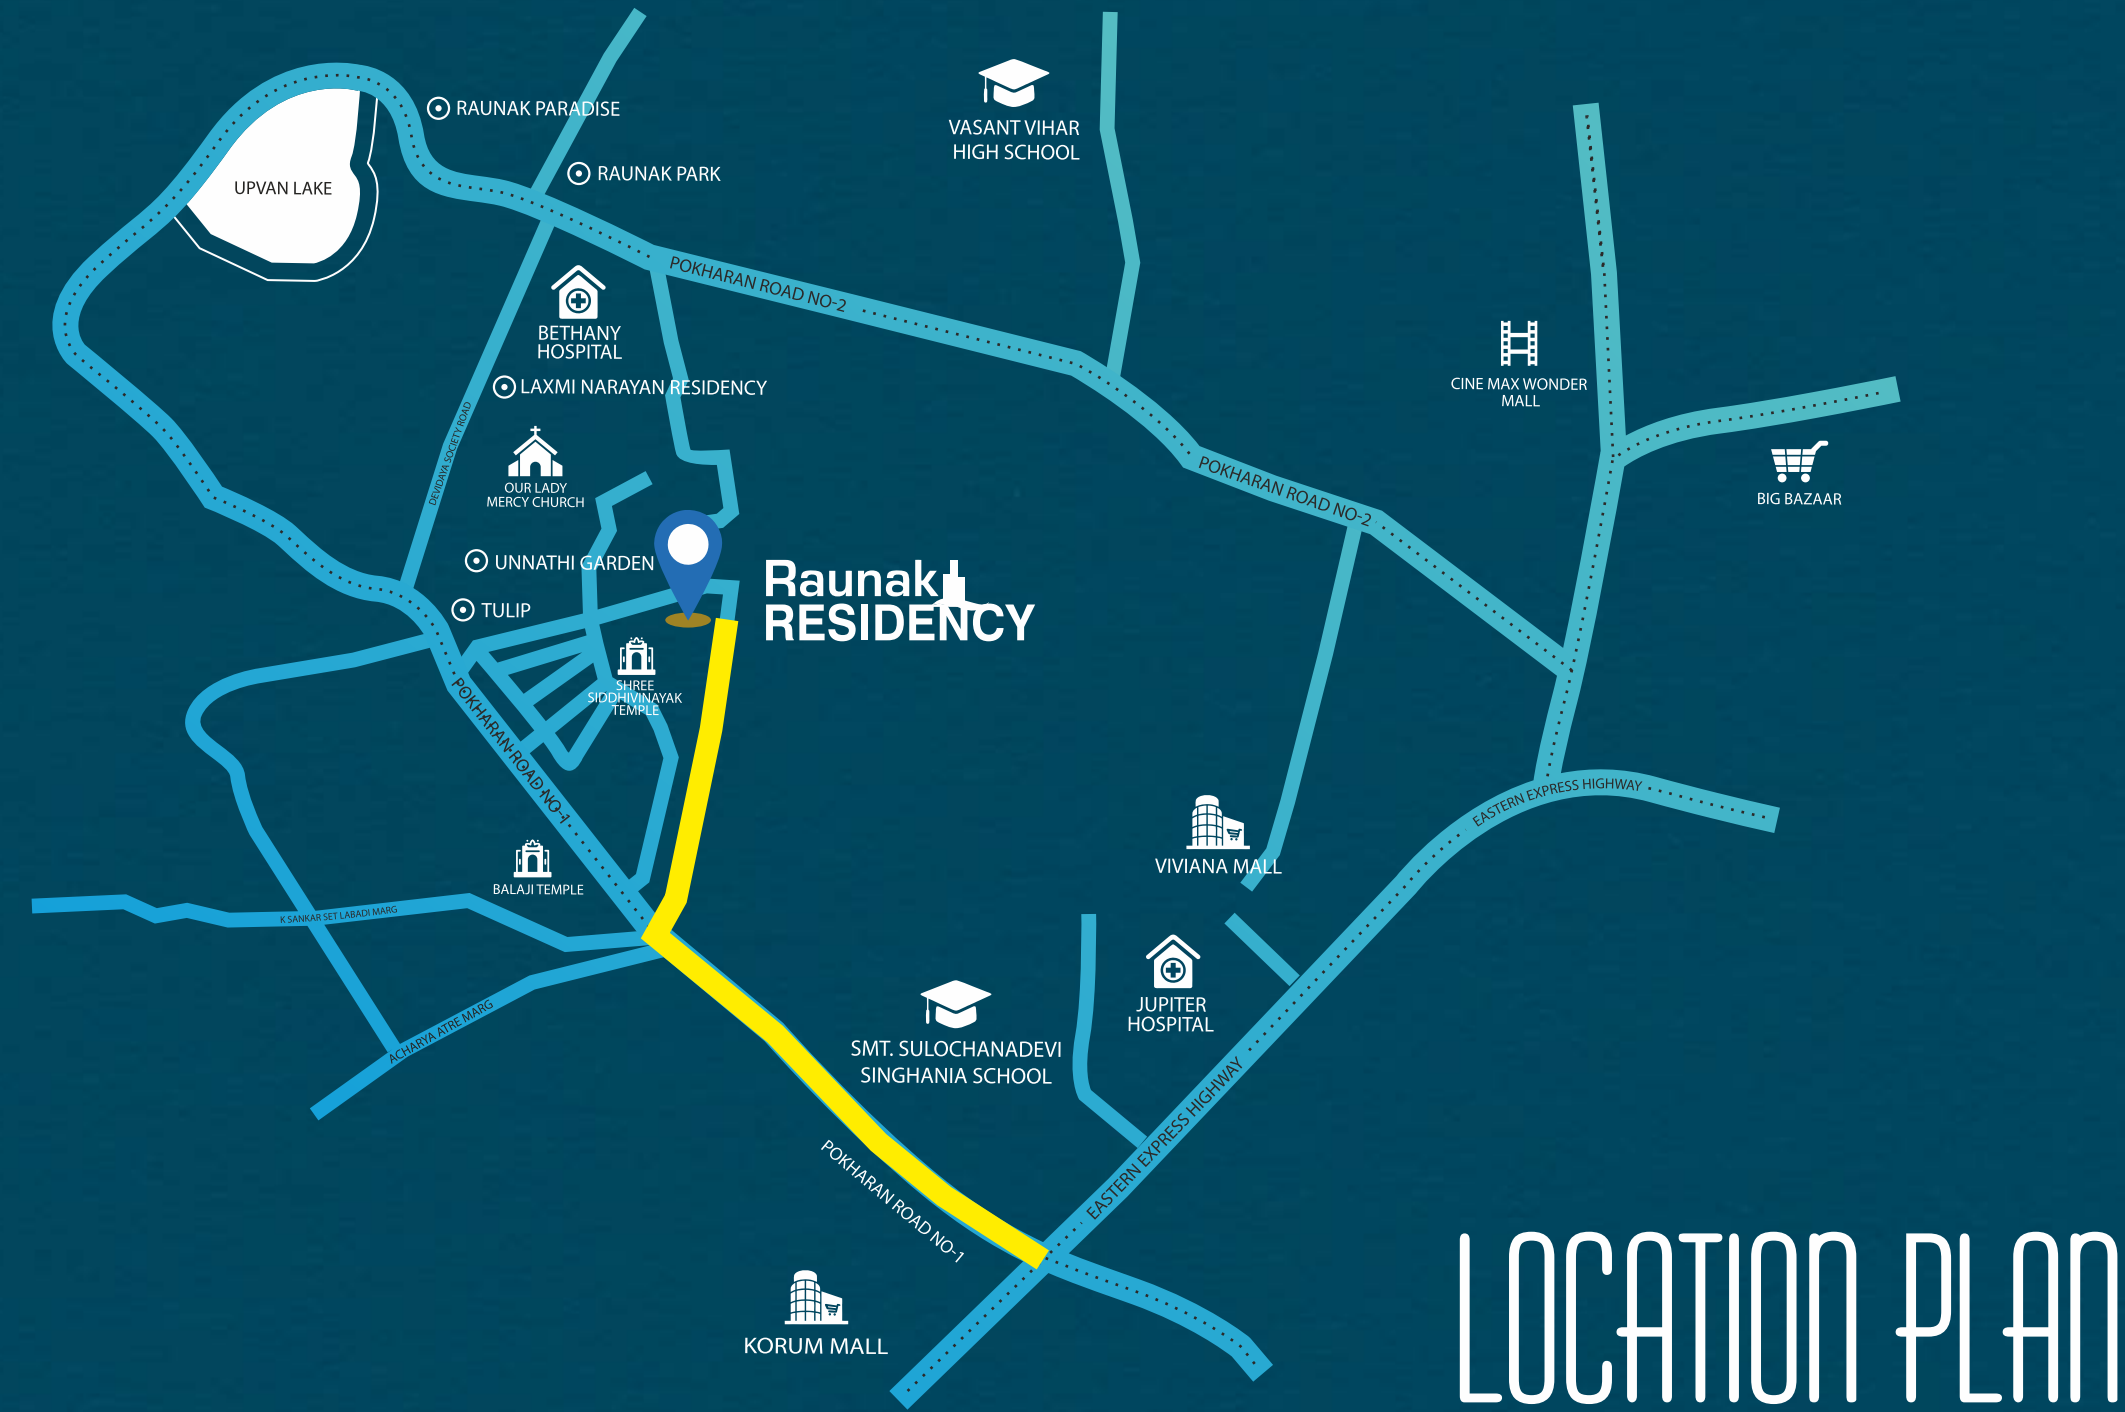 RAUNAK PARADISE
VASANT VIHAR
HIGH SCHOOL
RAUNAK PARK
UPVAN LAKE
POKHARAN ROAD NO-2
BETHANY
HOSPITAL
LAXMI NARAYAN RESIDENCY
CINE MAX WONDER
MALL
DEVIDAYA SOCIETY ROAD
OUR LADY
MERCY CHURCH
POKHARAN ROAD NO-2
BIG BAZAAR
UNNATHI GARDEN
Raunak
RESIDENCY
TULIP
SHREE
SIDDHIVINAYAK
TEMPLE
POKHARAN ROAD NO-1
EASTERN EXPRESS HIGHWAY
VIVIANA MALL
BALAJI TEMPLE
K SANKAR SET LABADI MARG
JUPITER
HOSPITAL
ACHARYA ATRE MARG
SMT. SULOCHANADEVI
SINGHANIA SCHOOL
EASTERN EXPRESS HIGHWAY
POKHARAN ROAD NO-1
KORUM MALL
LOCATION PLAN